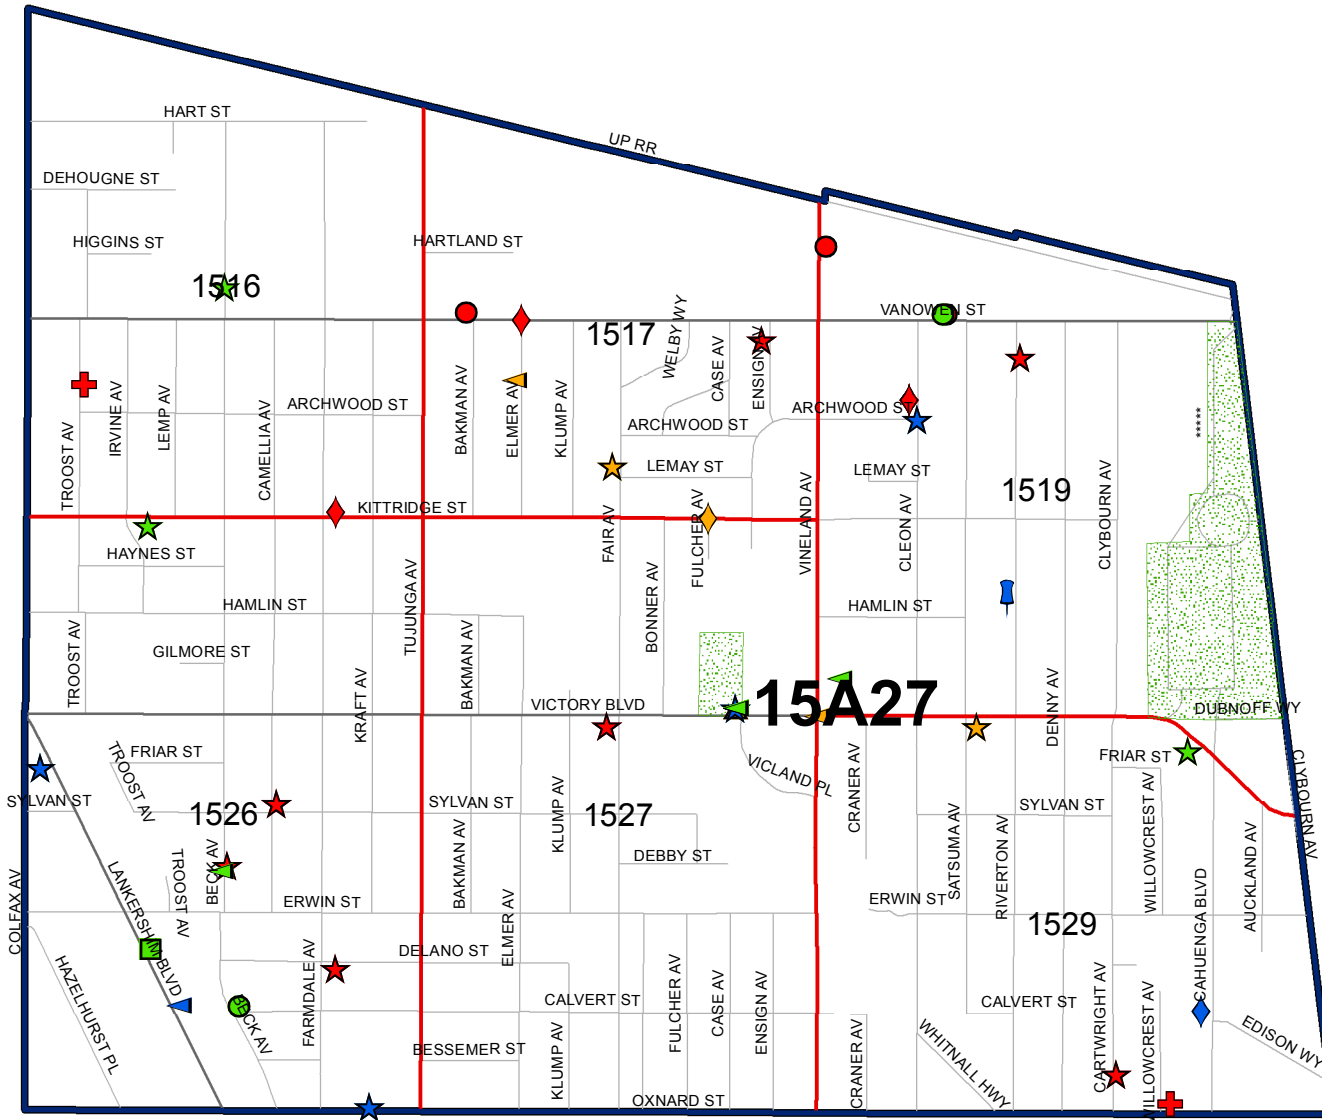 HART ST
UP RR
DEHOUGNE ST
HIGGINS ST
HARTLAND ST
1516
VANOWEN ST
1517
WELBY WY
CASE AV
ENSIGN AV
BAKMAN AV
ELMER AV
KLUMP AV
TROOST AV
IRVINE AV
LEMP AV
CAMELLIA AV
ARCHWOOD ST
ARCHWOOD ST
ARCHWOOD ST
*****
LEMAY ST
LEMAY ST
1519
CLYBOURN AV
KITTRIDGE ST
FAIR AV
FULCHER AV
VINELAND AV
CLEON AV
HAYNES ST
HAMLIN ST
HAMLIN ST
TUJUNGA AV
BONNER AV
TROOST AV
GILMORE ST
KRAFT AV
BAKMAN AV
VICTORY BLVD
15A27
DENNY AV
DUBNOFF WY
FRIAR ST
FRIAR ST
TROOST AV
VICLAND PL
CRANER AV
CLYBOURN AV
SYLVAN ST
1526
SYLVAN ST
1527
SYLVAN ST
KLUMP AV
BAKMAN AV
DEBBY ST
SATSUMA AV
RIVERTON AV
WILLOWCREST AV
CAHUENGA BLVD
AUCKLAND AV
BECK AV
TROOST AV
LANKERSHIM BLVD
COLFAX AV
ERWIN ST
ERWIN ST
1529
ELMER AV
DELANO ST
HAZELHURST PL
FARMDALE AV
BECK AV
CALVERT ST
CALVERT ST
FULCHER AV
CASE AV
ENSIGN AV
CRANER AV
WHITNALL HWY
CARTWRIGHT AV
WILLOWCREST AV
EDISON WY
BESSEMER ST
KLUMP AV
OXNARD ST